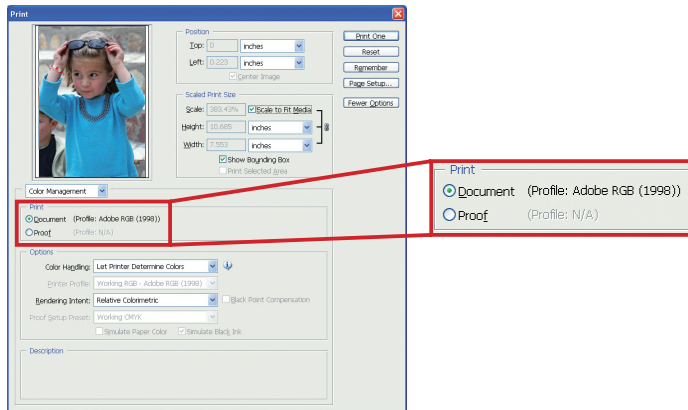 Print
Position
Top: 0 inches
Left: 0.223 inches
Center Image
Scaled Print Size
Scale: 383.43% Scale to Fit Media
Height: 10.685 inches
Width: 7.553 inches
Show Bounding Box
Print Selected Area
Print One
Reset
Remember
Page Setup...
Fewer Options
Color Management
Print
Document (Profile: Adobe RGB (1998))
Proof (Profile: N/A)
Options
Color Handling: Let Printer Determine Colors
Printer Profile: Working RGB - Adobe RGB (1998)
Rendering Intent: Relative Colorimetric Black Point Compensation
Proof Setup Preset: Working CMYK
Simulate Paper Color Simulate Black Ink
Description
Print
Document (Profile: Adobe RGB (1998))
Proof (Profile: N/A)